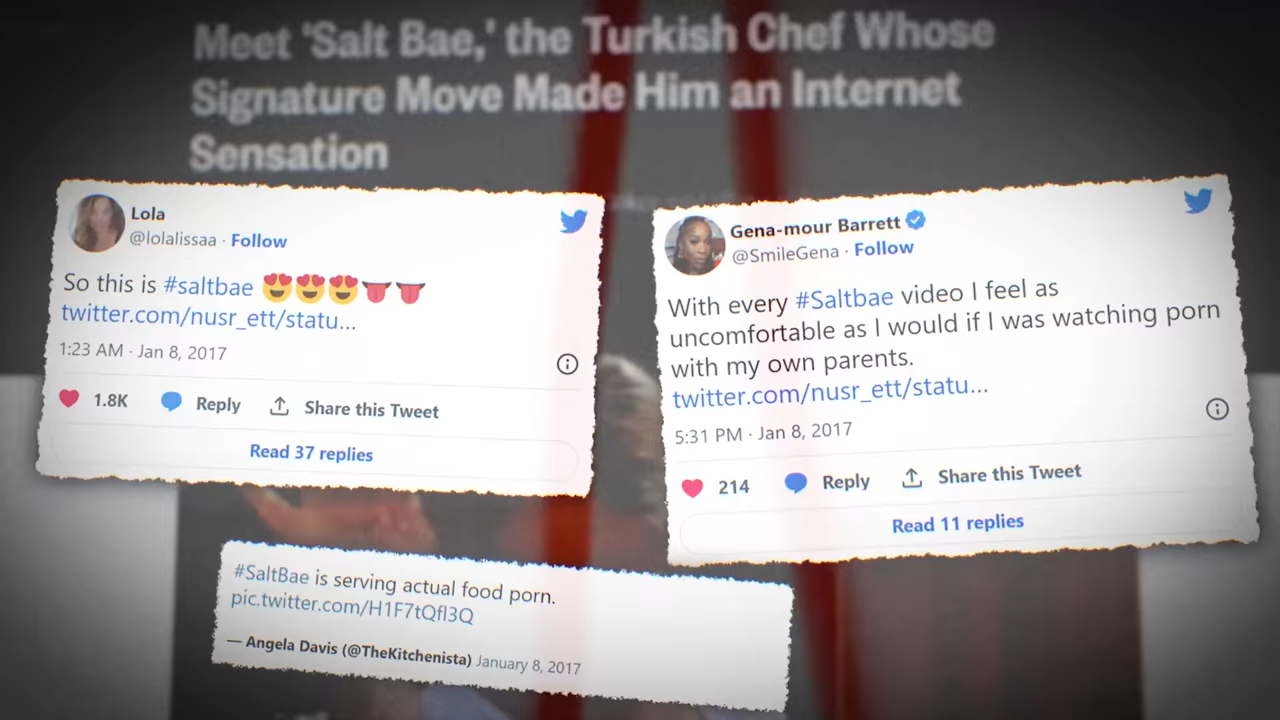 Meet 'Salt Bae,' the Turkish Chef Whose
Signature Move Made Him an Internet
Sensation
Lola
@lolalissaa · Follow
So this is #saltbae 😍😍😍👅👅
twitter.com/nusr_ett/statu...
1:23 AM · Jan 8, 2017
1.8K Reply Share this Tweet
Read 37 replies
Gena-mour Barrett
@SmileGena · Follow
With every #Saltbae video I feel as
uncomfortable as I would if I was watching porn
with my own parents.
twitter.com/nusr_ett/statu...
5:31 PM · Jan 8, 2017
214 Reply Share this Tweet
Read 11 replies
#SaltBae is serving actual food porn.
pic.twitter.com/H1F7tQfl3Q
— Angela Davis (@TheKitchenista) January 8, 2017